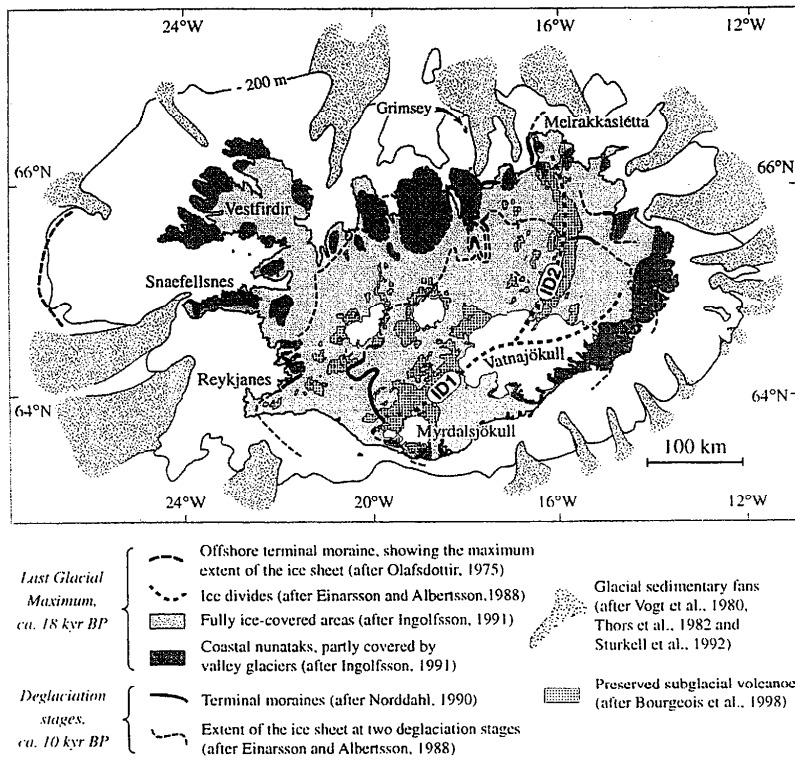 24°W
20°W
16°W
12°W
- 200 m
Grimsey
Melrakkaslétta
66°N
66°N
Vestfirdir
Snaefellsnes
ID2
Vatnajökull
Reykjanes
ID1
64°N
64°N
Myrdalsjökull
100 km
24°W
20°W
16°W
12°W
Last Glacial
Maximum,
ca. 18 kyr BP
Offshore terminal moraine, showing the maximum
extent of the ice sheet (after Olafsdottir, 1975)
Ice divides (after Einarsson and Albertsson,1988)
Fully ice-covered areas (after Ingolfsson, 1991)
Coastal nunataks, partly covered by
valley glaciers (after Ingolfsson, 1991)
Deglaciation
stages,
ca. 10 kyr BP
Terminal moraines (after Norddahl, 1990)
Extent of the ice sheet at two deglaciation stages
(after Einarsson and Albertsson, 1988)
Glacial sedimentary fans
(after Vogt et al., 1980,
Thors et al., 1982 and
Sturkell et al., 1992)
Preserved subglacial volcanoe
(after Bourgeois et al., 1998)